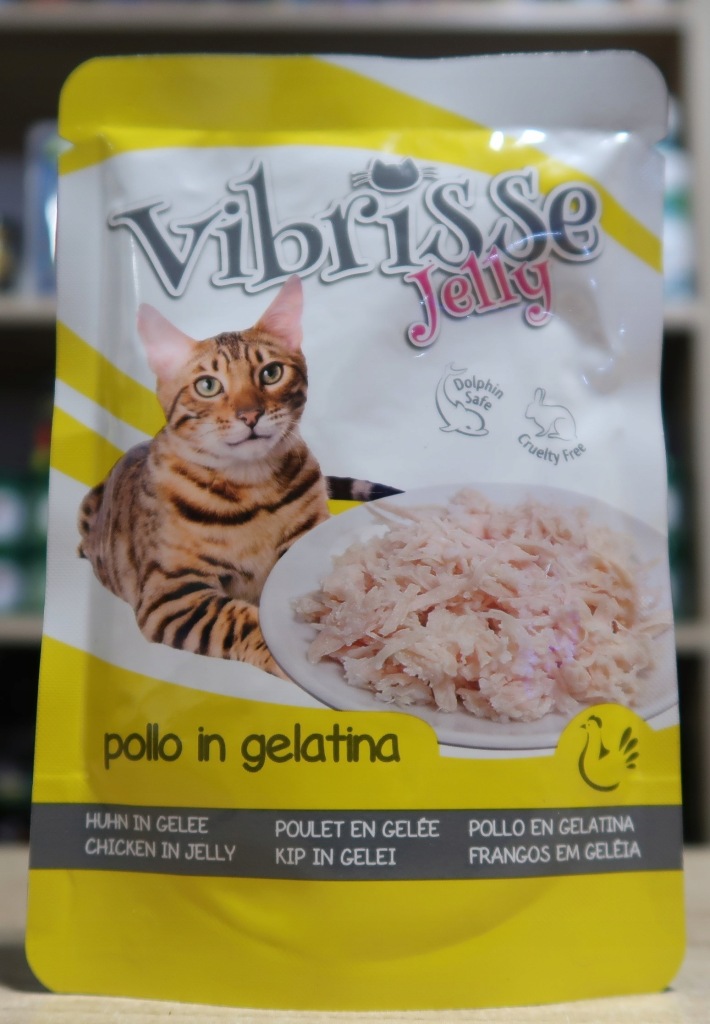 Vibrisse
Jelly
Dolphin
Safe
Cruelty Free
pollo in gelatina
HUHN IN GELEE
CHICKEN IN JELLY
POULET EN GELÉE
KIP IN GELEI
POLLO EN GELATINA
FRANGOS EM GELÉIA